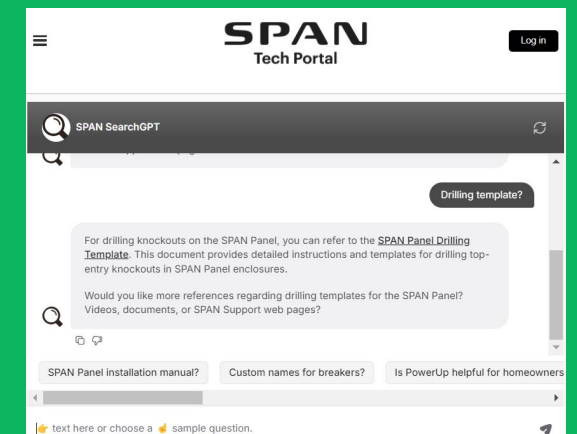 SPAN
Tech Portal
Log in
SPAN SearchGPT
Drilling template?
For drilling knockouts on the SPAN Panel, you can refer to the SPAN Panel Drilling
Template. This document provides detailed instructions and templates for drilling top-
entry knockouts in SPAN Panel enclosures.
Would you like more references regarding drilling templates for the SPAN Panel?
Videos, documents, or SPAN Support web pages?
SPAN Panel installation manual?
Custom names for breakers?
Is PowerUp helpful for homeowners
text here or choose a ☝ sample question.